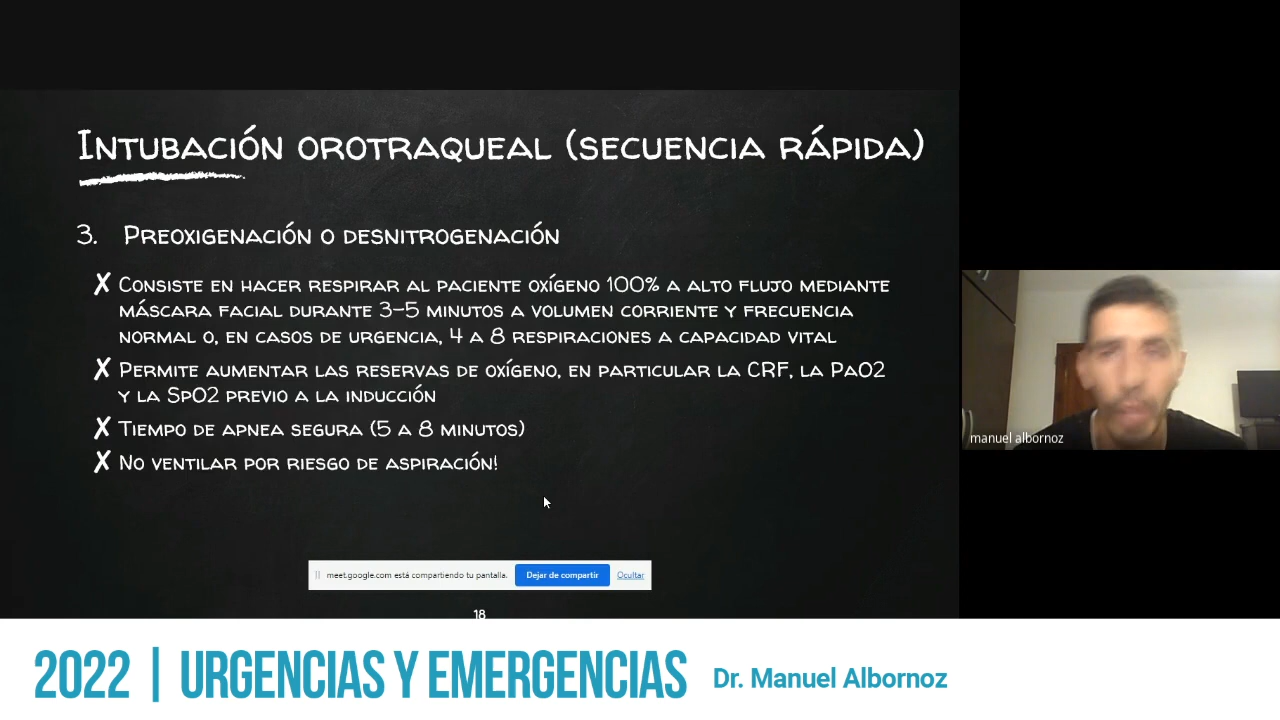 Intubación orotraqueal (secuencia rápida)
3. Preoxigenación o desnitrogenación
✗ Consiste en hacer respirar al paciente oxígeno 100% a alto flujo mediante
máscara facial durante 3-5 minutos a volumen corriente y frecuencia
normal o, en casos de urgencia, 4 a 8 respiraciones a capacidad vital
✗ Permite aumentar las reservas de oxígeno, en particular la CRF, la PaO2
y la SpO2 previo a la inducción
✗ Tiempo de apnea segura (5 a 8 minutos)
✗ No ventilar por riesgo de aspiración!
manuel albornoz
meet.google.com está compartiendo tu pantalla. Dejar de compartir Ocultar
18
2022 | URGENCIAS Y EMERGENCIAS Dr. Manuel Albornoz